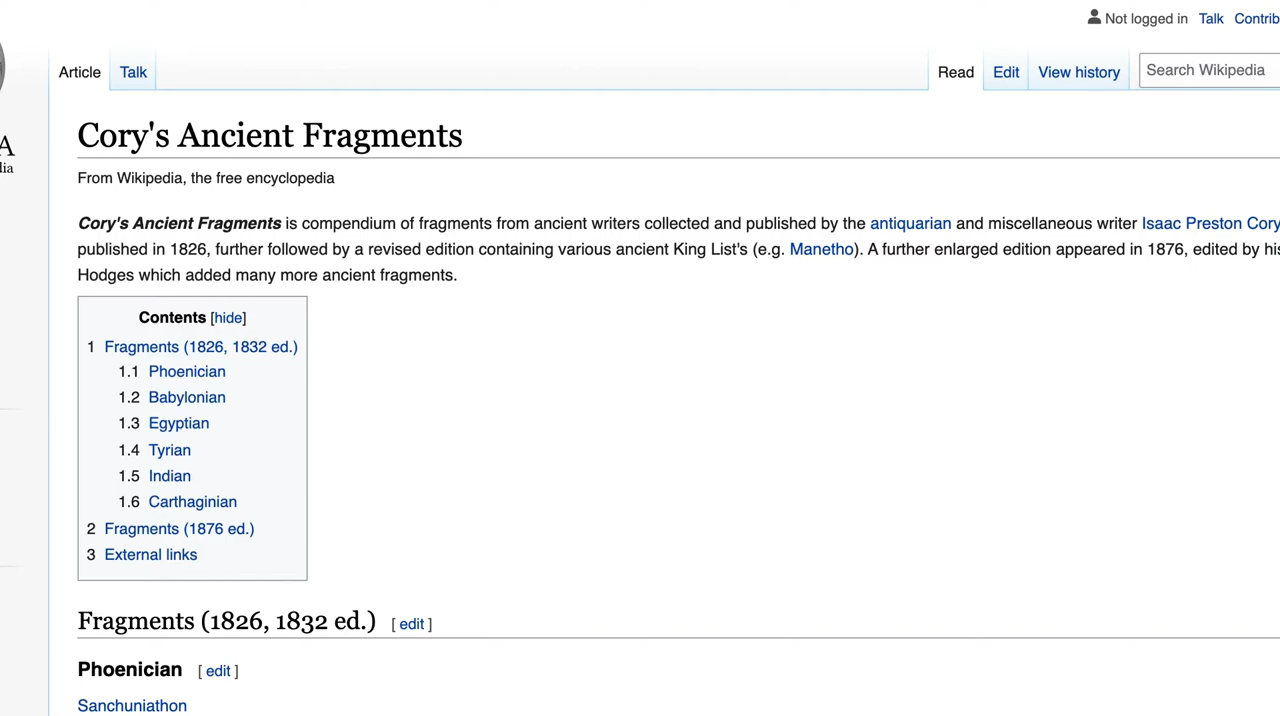 Not logged in Talk Contrib
Article Talk Read Edit View history Search Wikipedia
A
lia
Cory's Ancient Fragments
From Wikipedia, the free encyclopedia
Cory's Ancient Fragments is compendium of fragments from ancient writers collected and published by the antiquarian and miscellaneous writer Isaac Preston Cory
published in 1826, further followed by a revised edition containing various ancient King List's (e.g. Manetho). A further enlarged edition appeared in 1876, edited by his
Hodges which added many more ancient fragments.
Contents [hide]
1 Fragments (1826, 1832 ed.)
1.1 Phoenician
1.2 Babylonian
1.3 Egyptian
1.4 Tyrian
1.5 Indian
1.6 Carthaginian
2 Fragments (1876 ed.)
3 External links
Fragments (1826, 1832 ed.) [ edit ]
Phoenician [ edit ]
Sanchuniathon